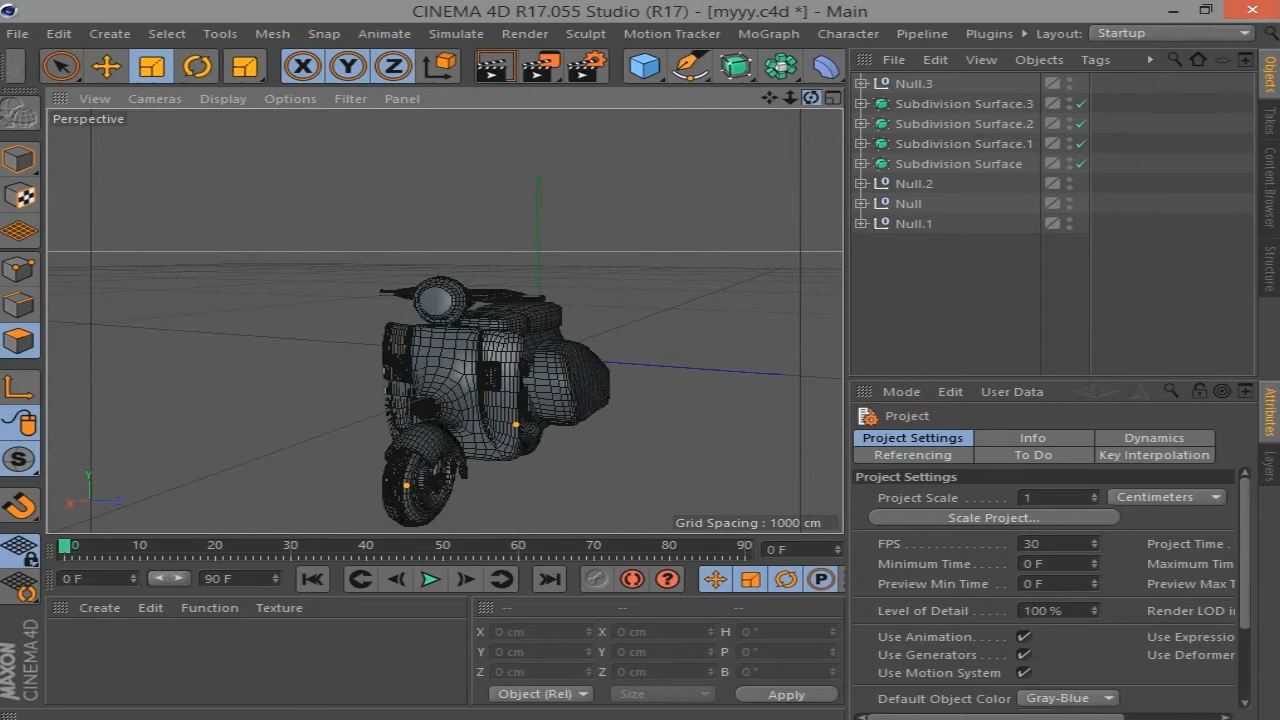 CINEMA 4D R17.055 Studio (R17) - [myyy.c4d *] - Main
File Edit Create Select Tools Mesh Snap Animate Simulate Render Sculpt Motion Tracker MoGraph Character Pipeline Plugins Layout: Startup
X Y Z
File Edit View Objects Tags
View Cameras Display Options Filter Panel
Perspective
Null.3
Subdivision Surface.3
Subdivision Surface.2
Subdivision Surface.1
Subdivision Surface
Null.2
Null
Null.1
Objects
Takes
Content Browser
Structure
Mode Edit User Data
Project
Project Settings Info Dynamics
Referencing To Do Key Interpolation
Project Settings
Project Scale . . . . . . 1 Centimeters
Scale Project...
FPS . . . . . . . . . . . . . 30 Project Time .
Minimum Time. . . . 0 F Maximum Tim
Preview Min Time . . 0 F Preview Max T
Level of Detail . . . . . 100 % Render LOD i
Use Animation. . . . . Use Expressio
Use Generators . . . . Use Deformer
Use Motion System
Default Object Color Gray-Blue
Attributes
Layers
Y
X Z
Grid Spacing : 1000 cm
0 10 20 30 40 50 60 70 80 90 0 F
0 F 90 F
P
S
Create Edit Function Texture
-- -- --
X 0 cm X 0 cm H 0 °
Y 0 cm Y 0 cm P 0 °
Z 0 cm Z 0 cm B 0 °
Object (Rel) Size Apply
MAXON
CINEMA 4D